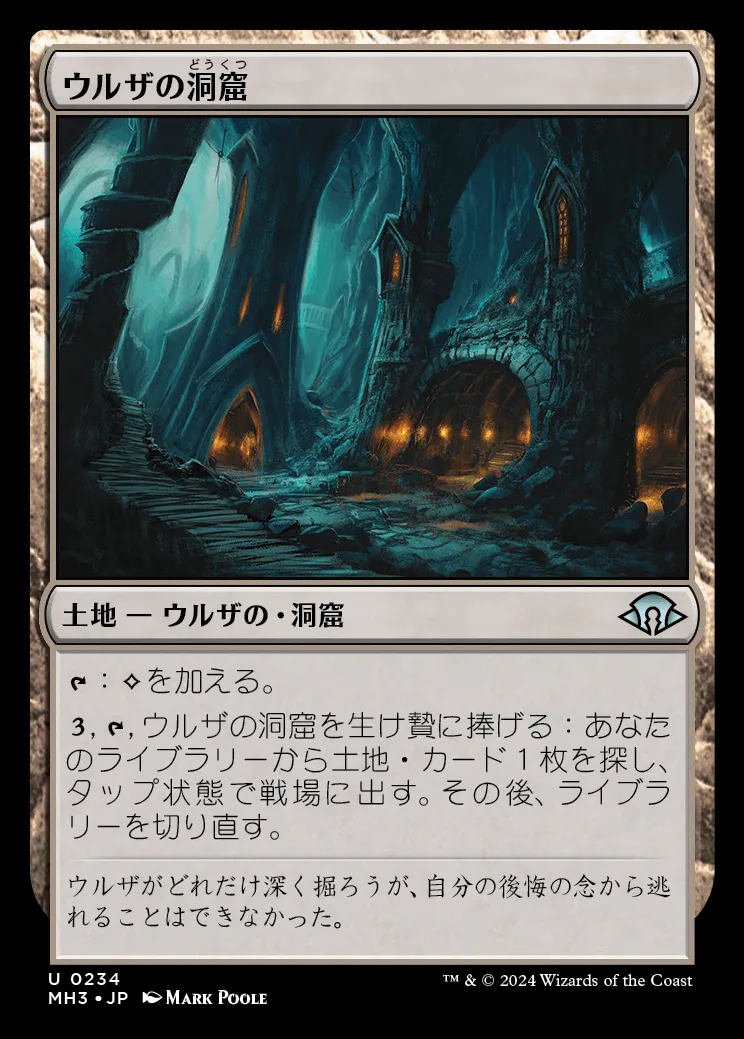 ウルザの洞窟
どうくつ
土地 — ウルザの・洞窟
：を加える。
3, , ウルザの洞窟を生け贄に捧げる：あなた
のライブラリーから土地・カード1枚を探し、
タップ状態で戦場に出す。その後、ライブラ
リーを切り直す。
ウルザがどれだけ深く掘ろうが、自分の後悔の念から逃
れることはできなかった。
U 0234
MH3 • JP MARK POOLE
™ & © 2024 Wizards of the Coast